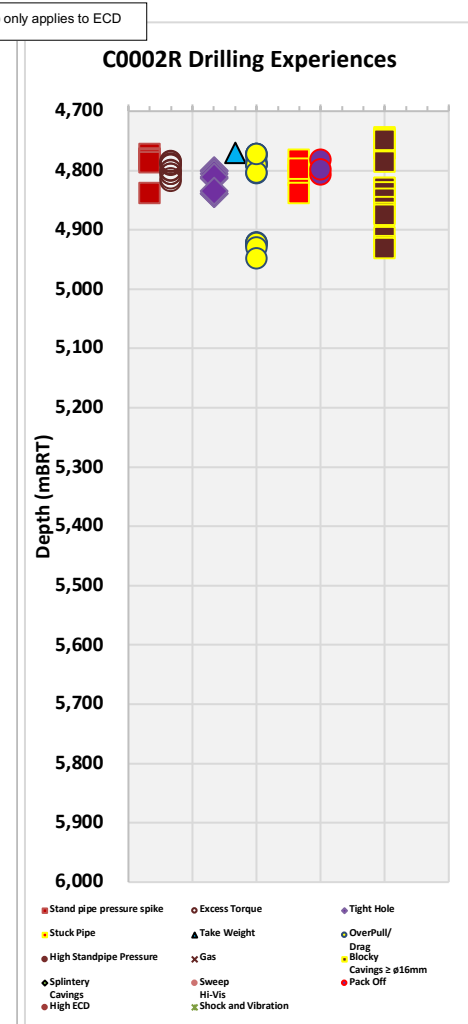 only applies to ECD
C0002R Drilling Experiences
Depth (mBRT)
4,700
4,800
4,900
5,000
5,100
5,200
5,300
5,400
5,500
5,600
5,700
5,800
5,900
6,000
Stand pipe pressure spike
Excess Torque
Tight Hole
Stuck Pipe
Take Weight
OverPull/
Drag
High Standpipe Pressure
Gas
Blocky
Cavings ≥ ø16mm
Splintery
Cavings
Sweep
Hi-Vis
Pack Off
High ECD
Shock and Vibration